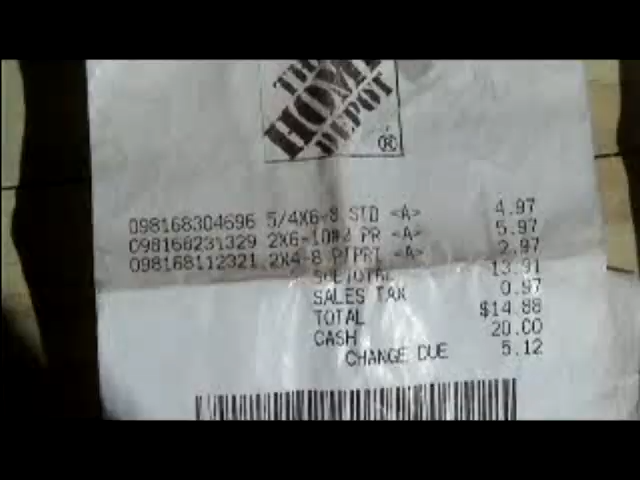 THE
HOME
DEPOT
®
098168304696 5/4X6-8 STD <A> 4.97
098168231329 2X6-10#2 PR <A> 5.97
098168112321 2X4-8 PTPRI <A> 2.97
SUBTOTAL 13.91
SALES TAX 0.97
TOTAL $14.88
CASH 20.00
CHANGE DUE 5.12